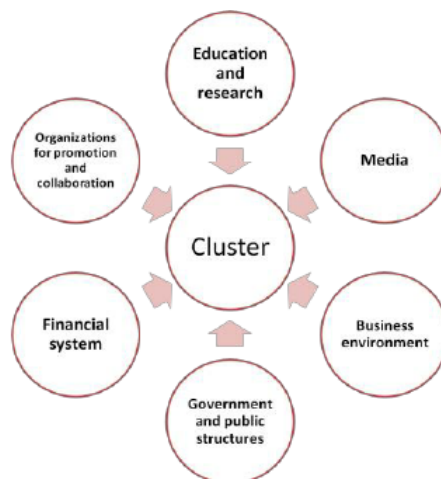 Education
and
research
Organizations
for promotion
and
collaboration
Media
Cluster
Financial
system
Business
environment
Government
and public
structures